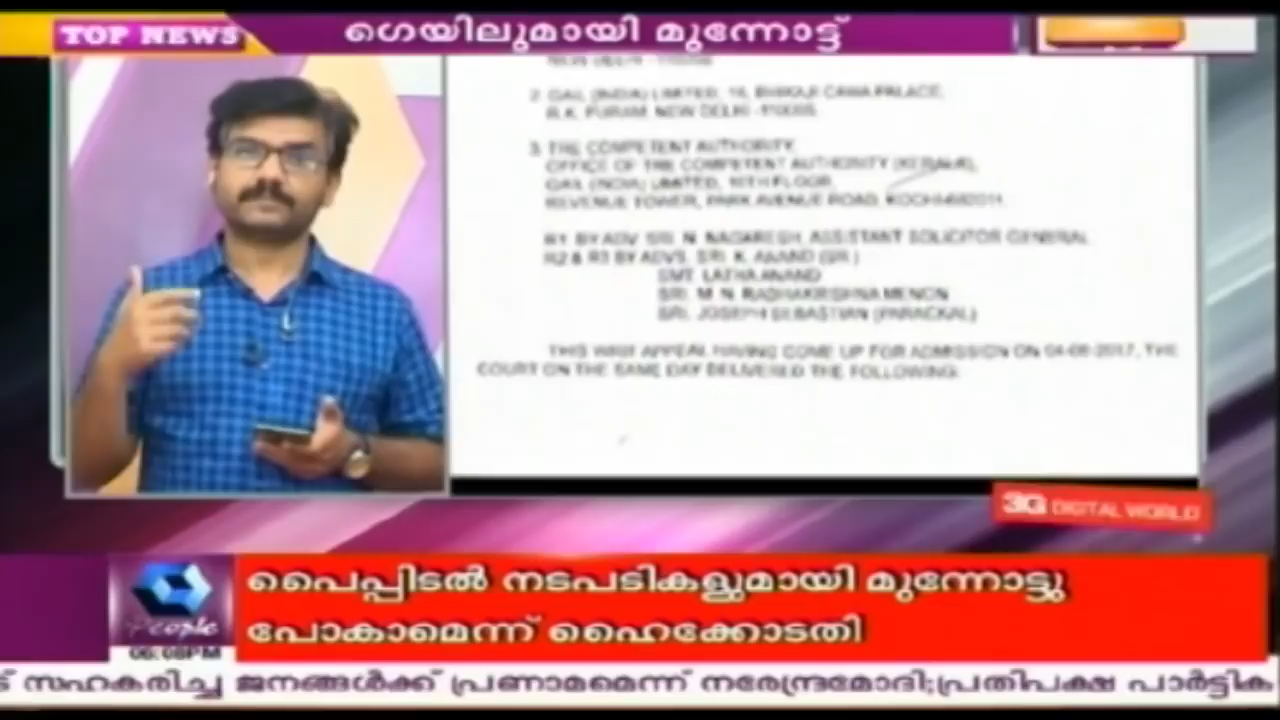 TOP NEWS
ഗെയിലുമായി മുന്നോട്ട്
2. GAIL (INDIA) LIMITED, 16, BHIKAJI CAMA PALACE,
R.K. PURAM, NEW DELHI -
3. THE COMPETENT AUTHORITY
OFFICE OF THE COMPETENT AUTHORITY (KERALA),
GAIL (INDIA) LIMITED, 10TH FLOOR,
REVENUE TOWER, PARK AVENUE ROAD, KOCHI-682011.
R1 BY ADV. SRI. N. NAGARESH, ASSISTANT SOLICITOR GENERAL
R2 & R3 BY ADVS. SRI. K. ANAND (SR.)
SMT. LATHA ANAND
SRI. M.N. RADHAKRISHNA MENON
SRI. JOSEPH SEBASTIAN (PARACKAL)
THIS WRIT APPEAL HAVING COME UP FOR ADMISSION ON 04-08-2017, THE
COURT ON THE SAME DAY DELIVERED THE FOLLOWING:
3G DIGITAL WORLD
പൈപ്പിടൽ നടപടികളുമായി മുന്നോട്ടു
പോകാമെന്ന് ഹൈക്കോടതി
People
06:08PM
സഹകരിച്ച ജനങ്ങൾക്ക് പ്രണാമമെന്ന് നരേന്ദ്രമോദി;പ്രതിപക്ഷ പാർട്ടിക